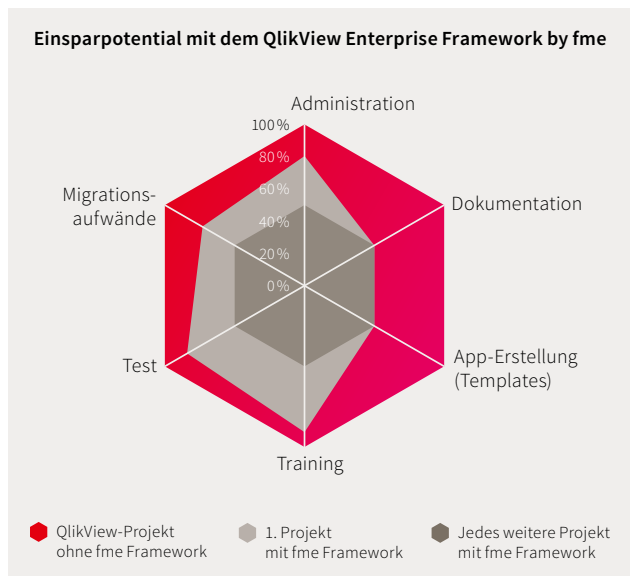 Einsparpotential mit dem QlikView Enterprise Framework by fme
Administration
100 %
80 %
60 %
40 %
20 %
0 %
Migrations-
aufwände
Dokumentation
Test
App-Erstellung
(Templates)
Training
QlikView-Projekt
ohne fme Framework
1. Projekt
mit fme Framework
Jedes weitere Projekt
mit fme Framework